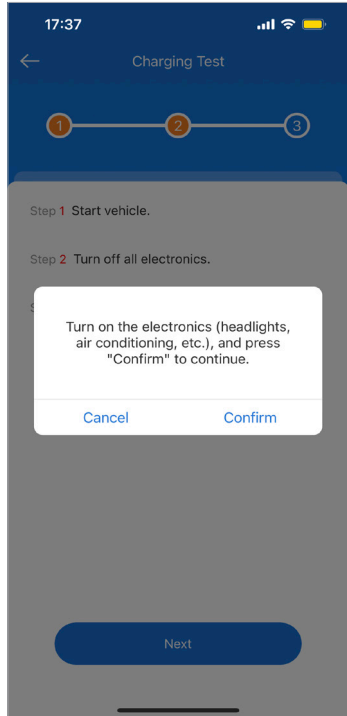 17:37
Charging Test
1 2 3
Step 1 Start vehicle.
Step 2 Turn off all electronics.
Turn on the electronics (headlights,
air conditioning, etc.), and press
"Confirm" to continue.
Cancel Confirm
Next